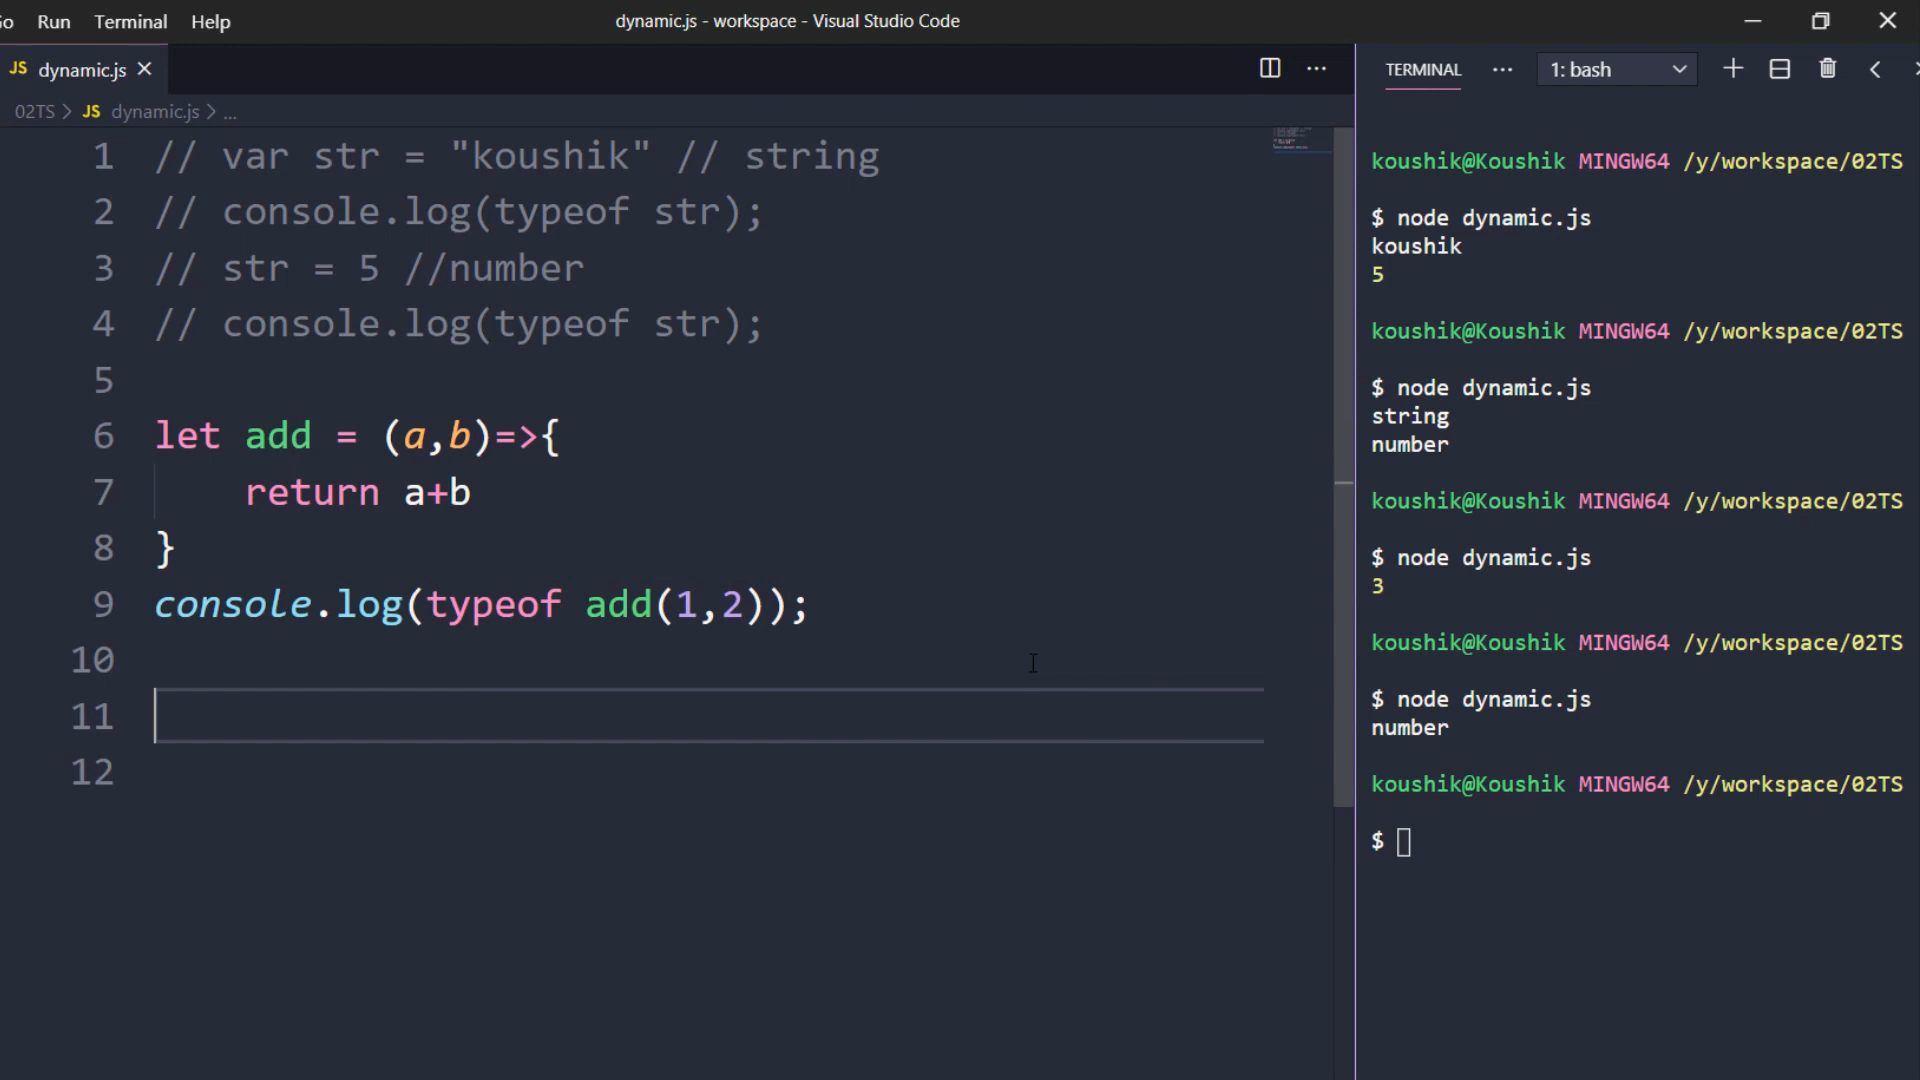 o Run Terminal Help dynamic.js - workspace - Visual Studio Code
JS dynamic.js
02TS > JS dynamic.js > ...
1 // var str = "koushik" // string
2 // console.log(typeof str);
3 // str = 5 //number
4 // console.log(typeof str);
5
6 let add = (a,b)=>{
7 return a+b
8 }
9 console.log(typeof add(1,2));
10
11
12
TERMINAL ... 1: bash
koushik@Koushik MINGW64 /y/workspace/02TS
$ node dynamic.js
koushik
5
koushik@Koushik MINGW64 /y/workspace/02TS
$ node dynamic.js
string
number
koushik@Koushik MINGW64 /y/workspace/02TS
$ node dynamic.js
3
koushik@Koushik MINGW64 /y/workspace/02TS
$ node dynamic.js
number
koushik@Koushik MINGW64 /y/workspace/02TS
$